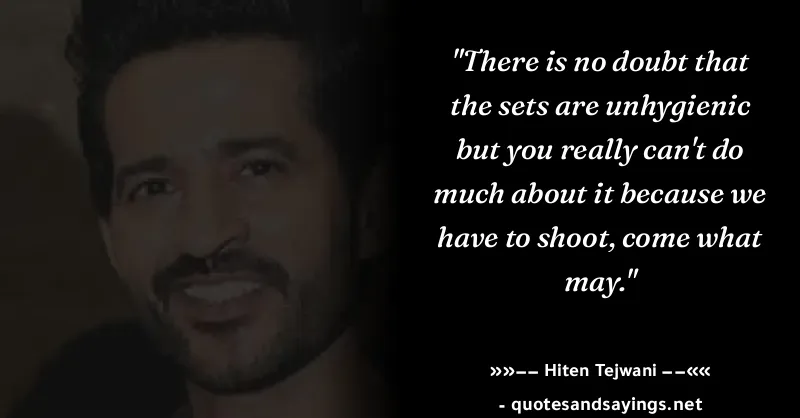 "There is no doubt that
the sets are unhygienic
but you really can't do
much about it because we
have to shoot, come what
may."
»»−− Hiten Tejwani −−««
- quotesandsayings.net